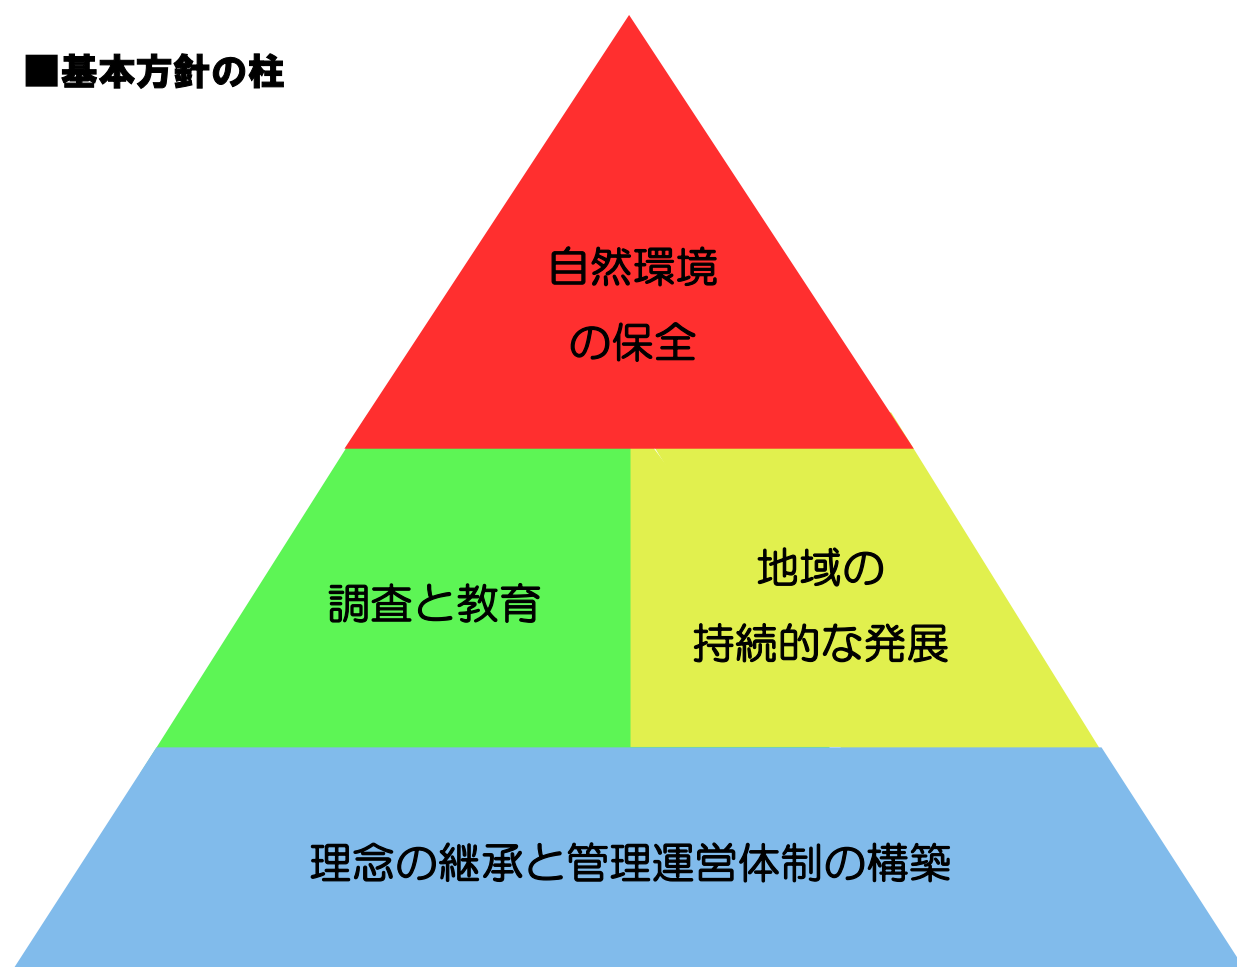 ■基本方針の柱
自然環境
の保全
調査と教育
地域の
持続的な発展
理念の継承と管理運営体制の構築